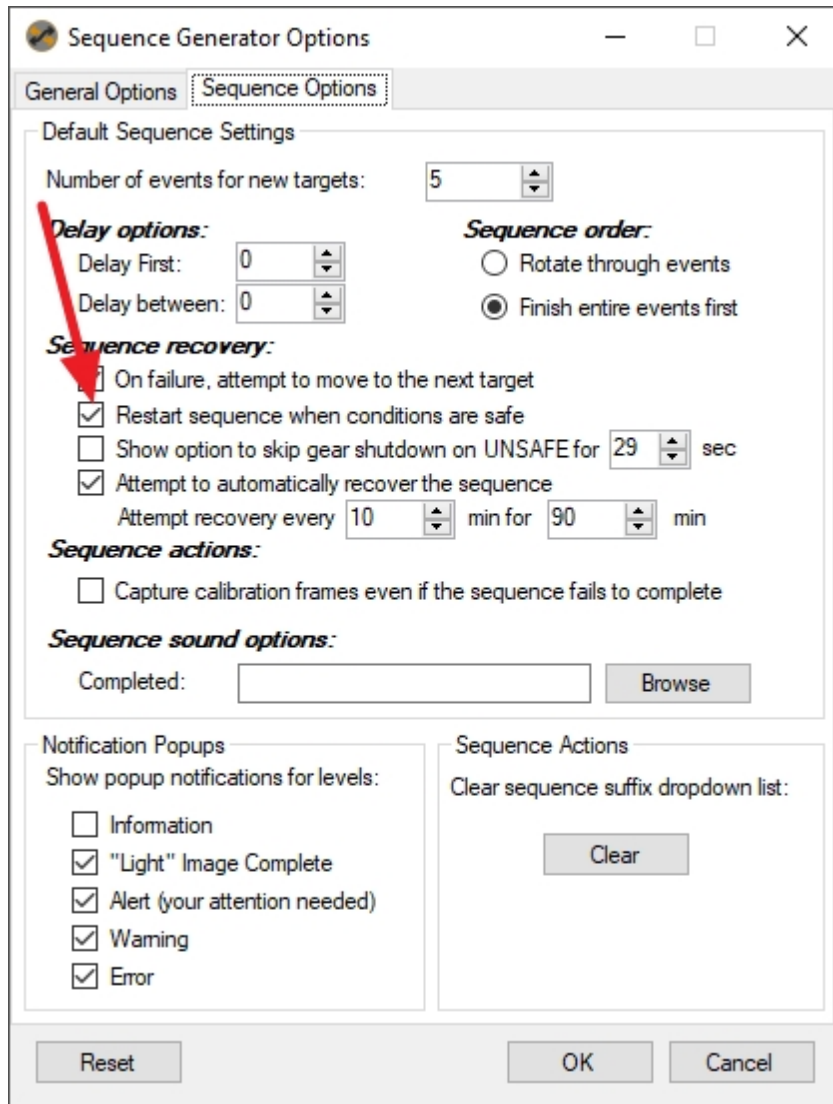 Sequence Generator Options
General Options Sequence Options
Default Sequence Settings
Number of events for new targets: 5
Delay options: Sequence order:
Delay First: 0 Rotate through events
Delay between: 0 Finish entire events first
Sequence recovery:
On failure, attempt to move to the next target
Restart sequence when conditions are safe
Show option to skip gear shutdown on UNSAFE for 29 sec
Attempt to automatically recover the sequence
Attempt recovery every 10 min for 90 min
Sequence actions:
Capture calibration frames even if the sequence fails to complete
Sequence sound options:
Completed: Browse
Notification Popups
Show popup notifications for levels:
Information
"Light" Image Complete
Alert (your attention needed)
Warning
Error
Sequence Actions
Clear sequence suffix dropdown list:
Clear
Reset OK Cancel